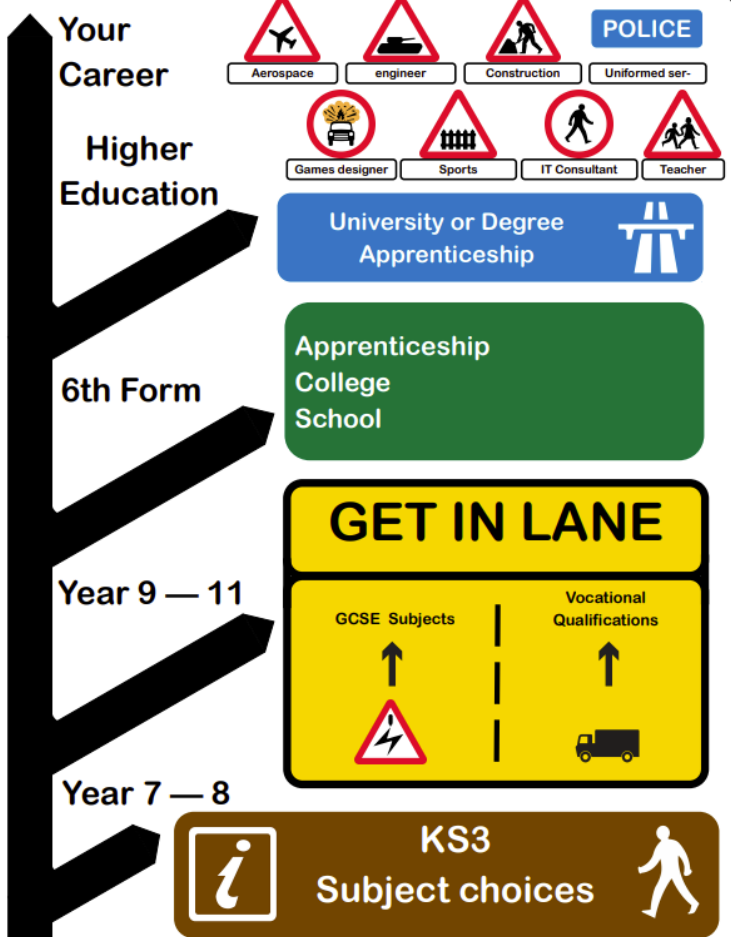 Your
Career
POLICE
Aerospace
engineer
Construction
Uniformed ser-
Games designer
Sports
IT Consultant
Teacher
Higher
Education
University or Degree
Apprenticeship
6th Form
Apprenticeship
College
School
GET IN LANE
Year 9 — 11
GCSE Subjects
Vocational
Qualifications
Year 7 — 8
i
KS3
Subject choices